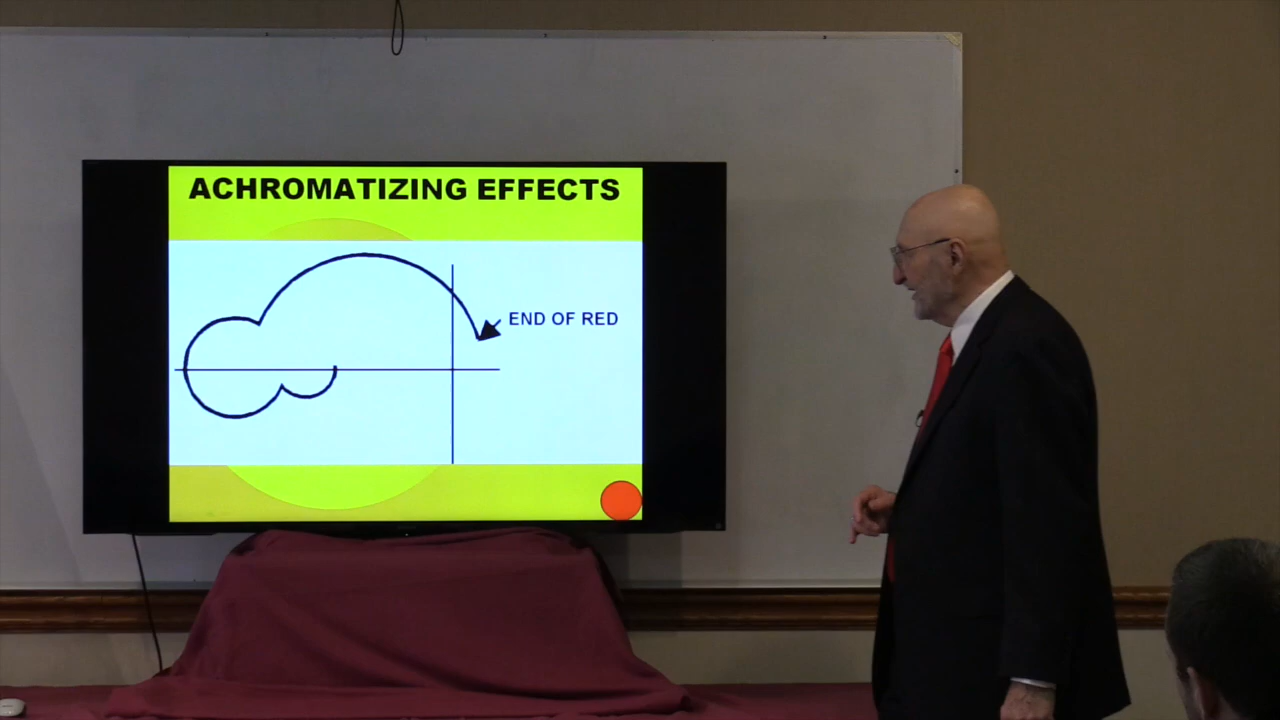 ACHROMATIZING EFFECTS
END OF RED